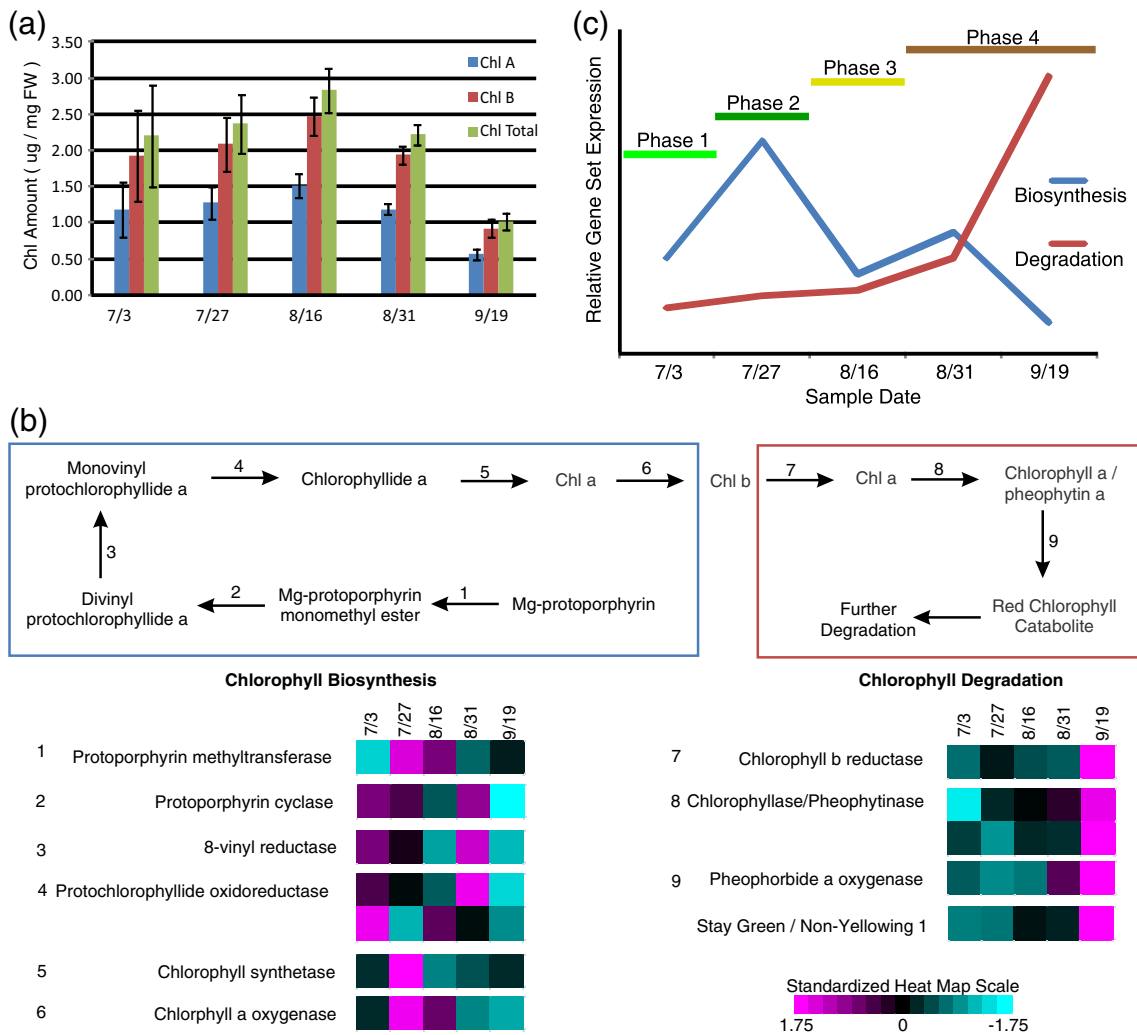 (a)
3.50
3.00
2.50
2.00
1.50
1.00
0.50
0.00
Chl Amount ( ug / mg FW )
Chl A
Chl B
Chl Total
7/3
7/27
8/16
8/31
9/19
(c)
Relative Gene Set Expression
Phase 1
Phase 2
Phase 3
Phase 4
Biosynthesis
Degradation
7/3
7/27
8/16
8/31
9/19
Sample Date
(b)
Monovinyl
protochlorophyllide a
4
Chlorophyllide a
5
Chl a
6
Chl b
7
Chl a
8
Chlorophyll a /
pheophytin a
3
9
Divinyl
protochlorophyllide a
2
Mg-protoporphyrin
monomethyl ester
1
Mg-protoporphyrin
Further
Degradation
Red Chlorophyll
Catabolite
Chlorophyll Biosynthesis
7/3
7/27
8/16
8/31
9/19
1 Protoporphyrin methyltransferase
2 Protoporphyrin cyclase
3 8-vinyl reductase
4 Protochlorophyllide oxidoreductase
5 Chlorophyll synthetase
6 Chlorphyll a oxygenase
Chlorophyll Degradation
7/3
7/27
8/16
8/31
9/19
7 Chlorophyll b reductase
8 Chlorophyllase/Pheophytinase
9 Pheophorbide a oxygenase
Stay Green / Non-Yellowing 1
Standardized Heat Map Scale
1.75 0 -1.75